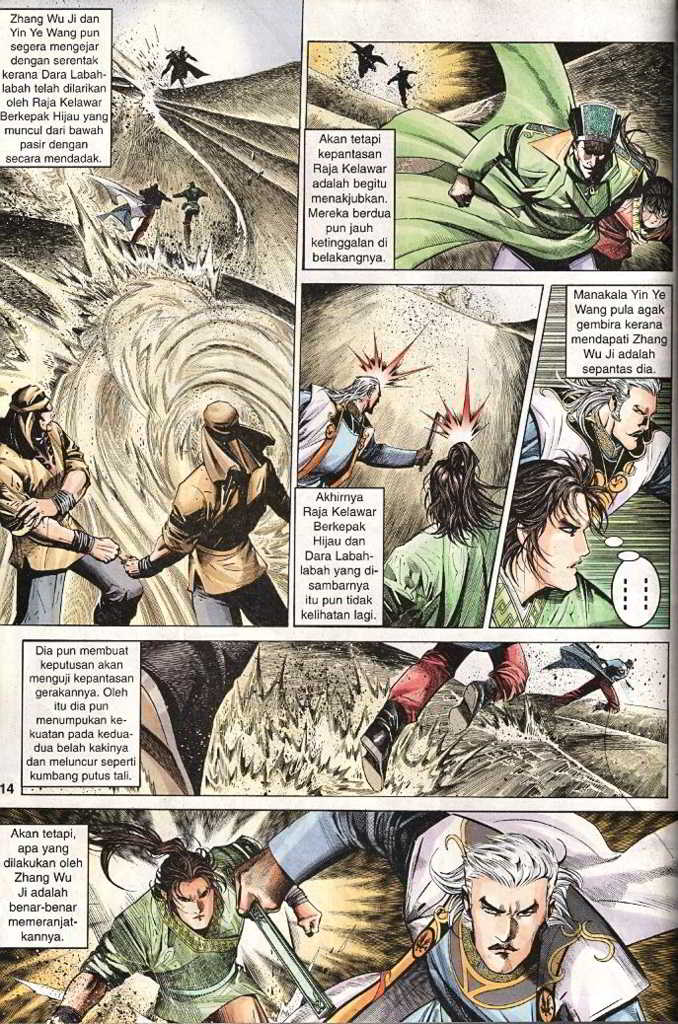 Zhang Wu Ji dan
Yin Ye Wang pun
segera mengejar
dengan serentak
kerana Dara Labah-
labah telah dilarikan
oleh Raja Kelawar
Berkepak Hijau yang
muncul dari bawah
pasir dengan
secara mendadak.
Akan tetapi
kepantasan
Raja Kelawar
adalah begitu
menakjubkan.
Mereka berdua
pun jauh
ketinggalan di
belakangnya.
Akhirnya
Raja Kelawar
Berkepak
Hijau dan
Dara Labah-
labah yang di-
sambarnya
itu pun tidak
kelihatan lagi.
Manakala Yin Ye
Wang pula agak
gembira kerana
mendapati Zhang
Wu Ji adalah
sepantas dia.
Dia pun membuat
keputusan akan
menguji kepantasan
gerakannya. Oleh
itu dia pun
menumpukan ke-
kuatan pada kedua-
dua belah kakinya
dan meluncur seperti
kumbang putus tali.
14
Akan tetapi,
apa yang
dilakukan oleh
Zhang Wu
Ji adalah
benar-benar
memeranjat-
kannya.